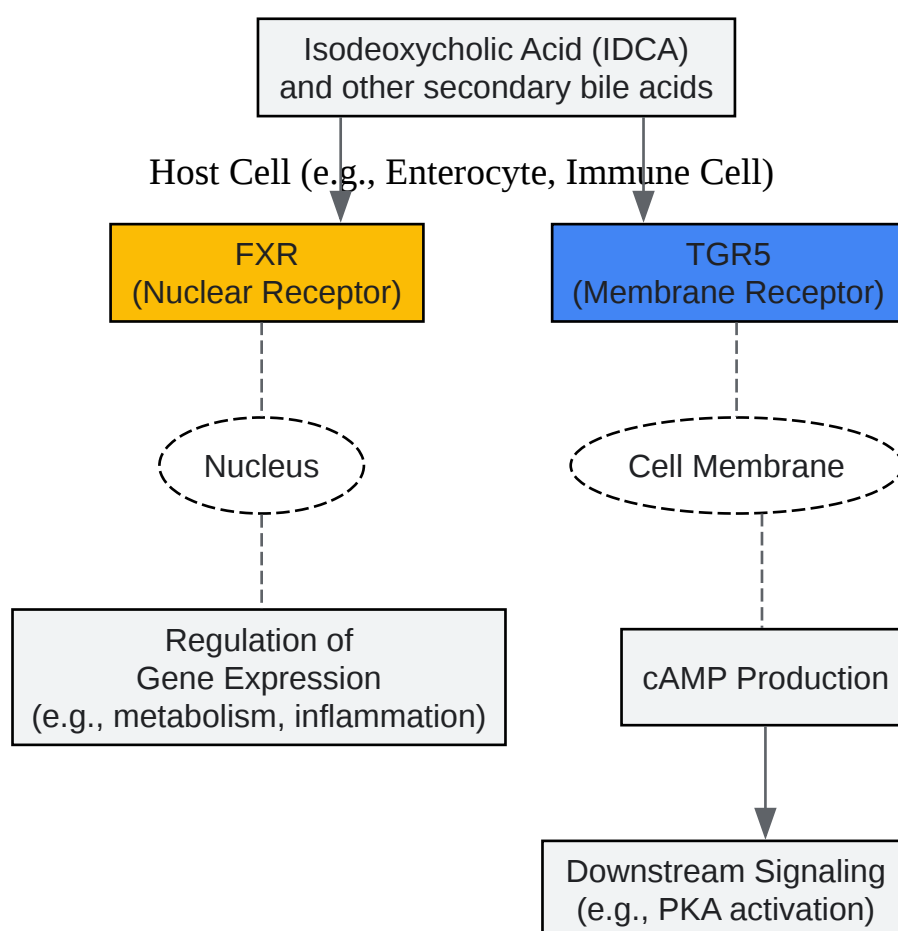 Isodeoxycholic Acid (IDCA)
and other secondary bile acids
Host Cell (e.g., Enterocyte, Immune Cell)
FXR
(Nuclear Receptor)
TGR5
(Membrane Receptor)
Nucleus
Cell Membrane
Regulation of
Gene Expression
(e.g., metabolism, inflammation)
cAMP Production
Downstream Signaling
(e.g., PKA activation)